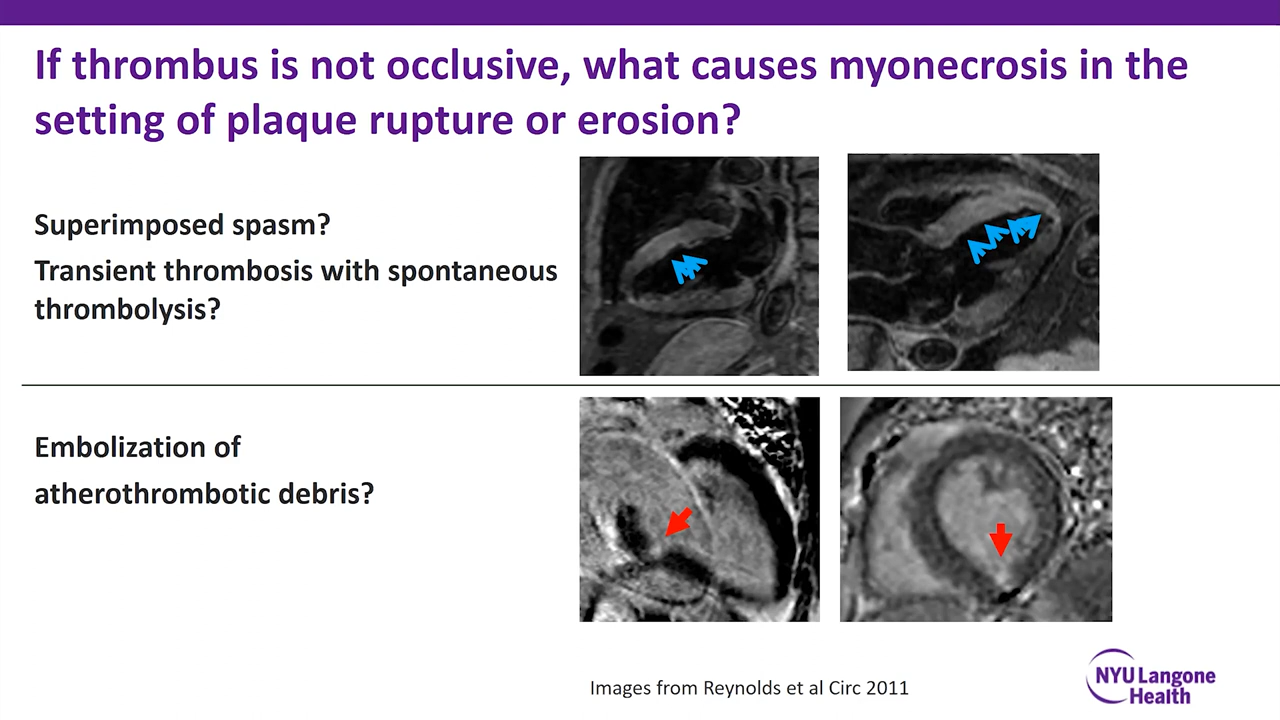 If thrombus is not occlusive, what causes myonecrosis in the
setting of plaque rupture or erosion?
Superimposed spasm?
Transient thrombosis with spontaneous
thrombolysis?
Embolization of
atherothrombotic debris?
Images from Reynolds et al Circ 2011
NYU Langone
Health